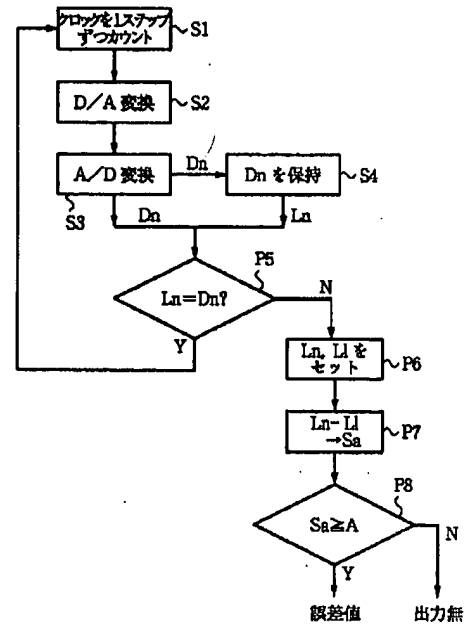 クロックを1ステップ
ずつカウント
S1
D/A 変換
S2
A/D 変換
S3
Dn
Dn を保持
S4
Dn
Ln
Ln=Dn?
P5
N
Y
Ln, Ll を
セット
P6
Ln-Ll
→Sa
P7
Sa≧A
P8
N
Y
誤差値
出力無